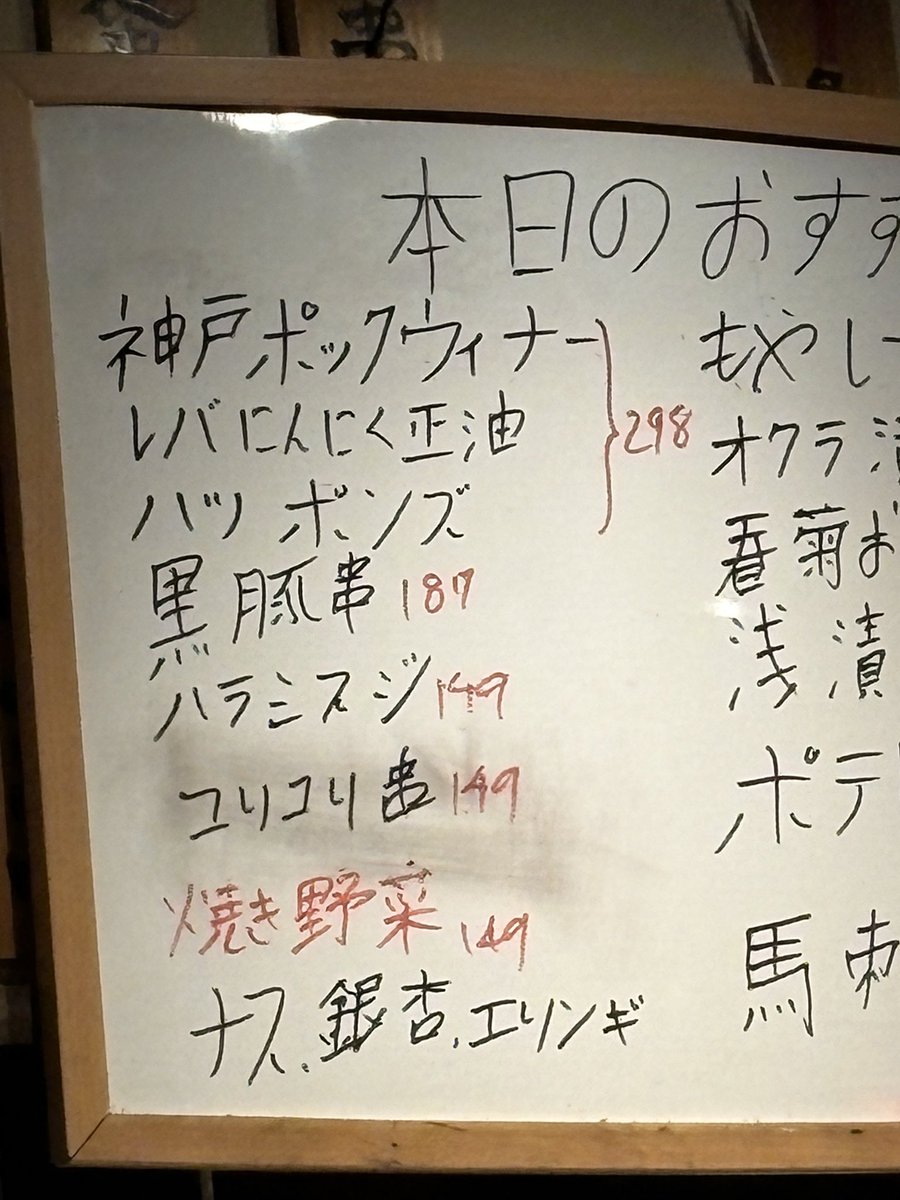 本日のおすす
神戸ポックウィナー
レバにんにく正油
ハツ ポンズ
298
黒豚串 187
ハラミスジ 149
コリコリ串 149
焼き野菜 149
ナス、銀杏、エリンギ
もやし
オクラ
春菊お
浅漬
ポテ
馬刺